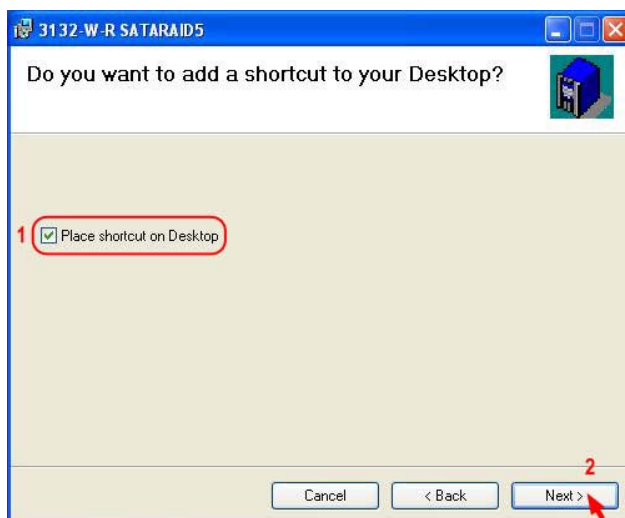 3132-W-R SATARAID5
Do you want to add a shortcut to your Desktop?
1
Place shortcut on Desktop
2
Cancel
< Back
Next >